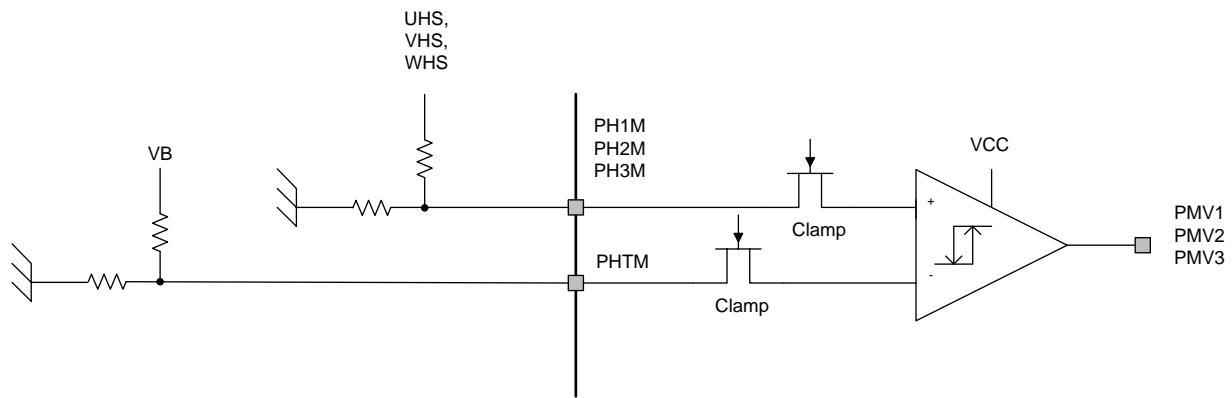 UHS,
VHS,
WHS
VB
PH1M
PH2M
PH3M
VCC
+
Clamp
PHTM
-
Clamp
PMV1
PMV2
PMV3